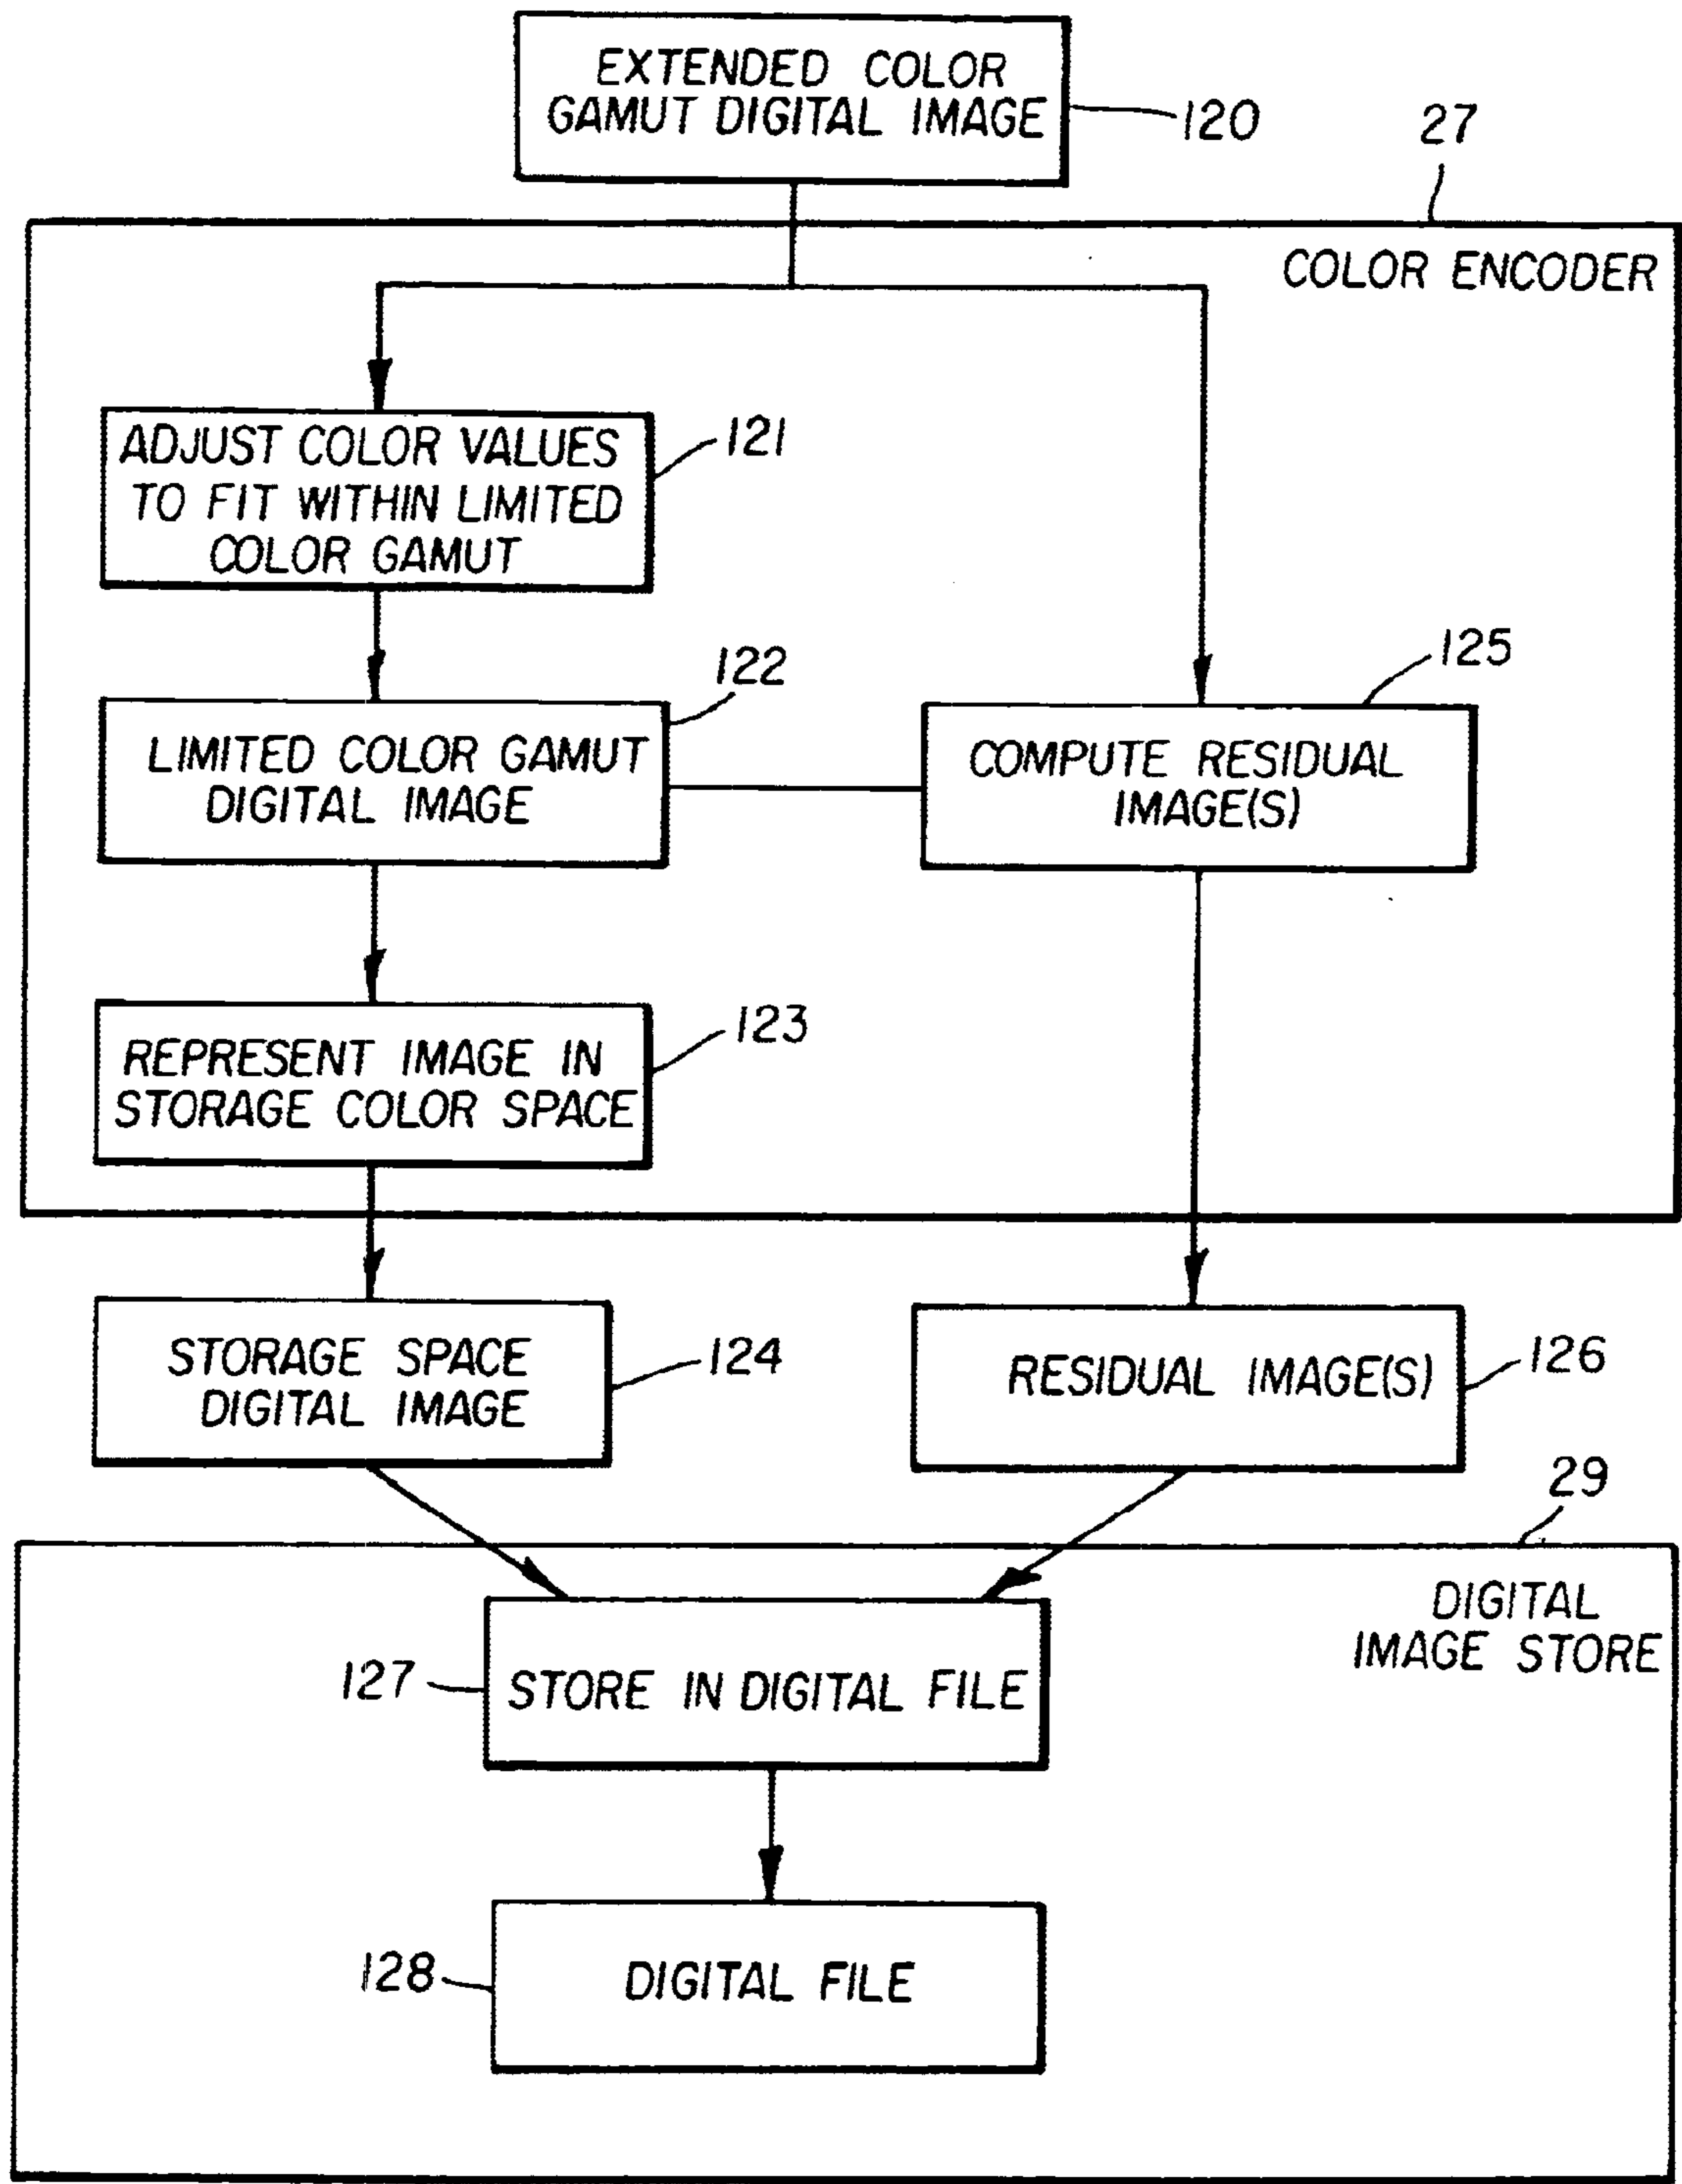 EXTENDED COLOR
GAMUT DIGITAL IMAGE
120
27
COLOR ENCODER
ADJUST COLOR VALUES
TO FIT WITHIN LIMITED
COLOR GAMUT
121
122
LIMITED COLOR GAMUT
DIGITAL IMAGE
125
COMPUTE RESIDUAL
IMAGE(S)
123
REPRESENT IMAGE IN
STORAGE COLOR SPACE
STORAGE SPACE
DIGITAL IMAGE
124
RESIDUAL IMAGE(S)
126
29
DIGITAL
IMAGE STORE
127
STORE IN DIGITAL FILE
128
DIGITAL FILE